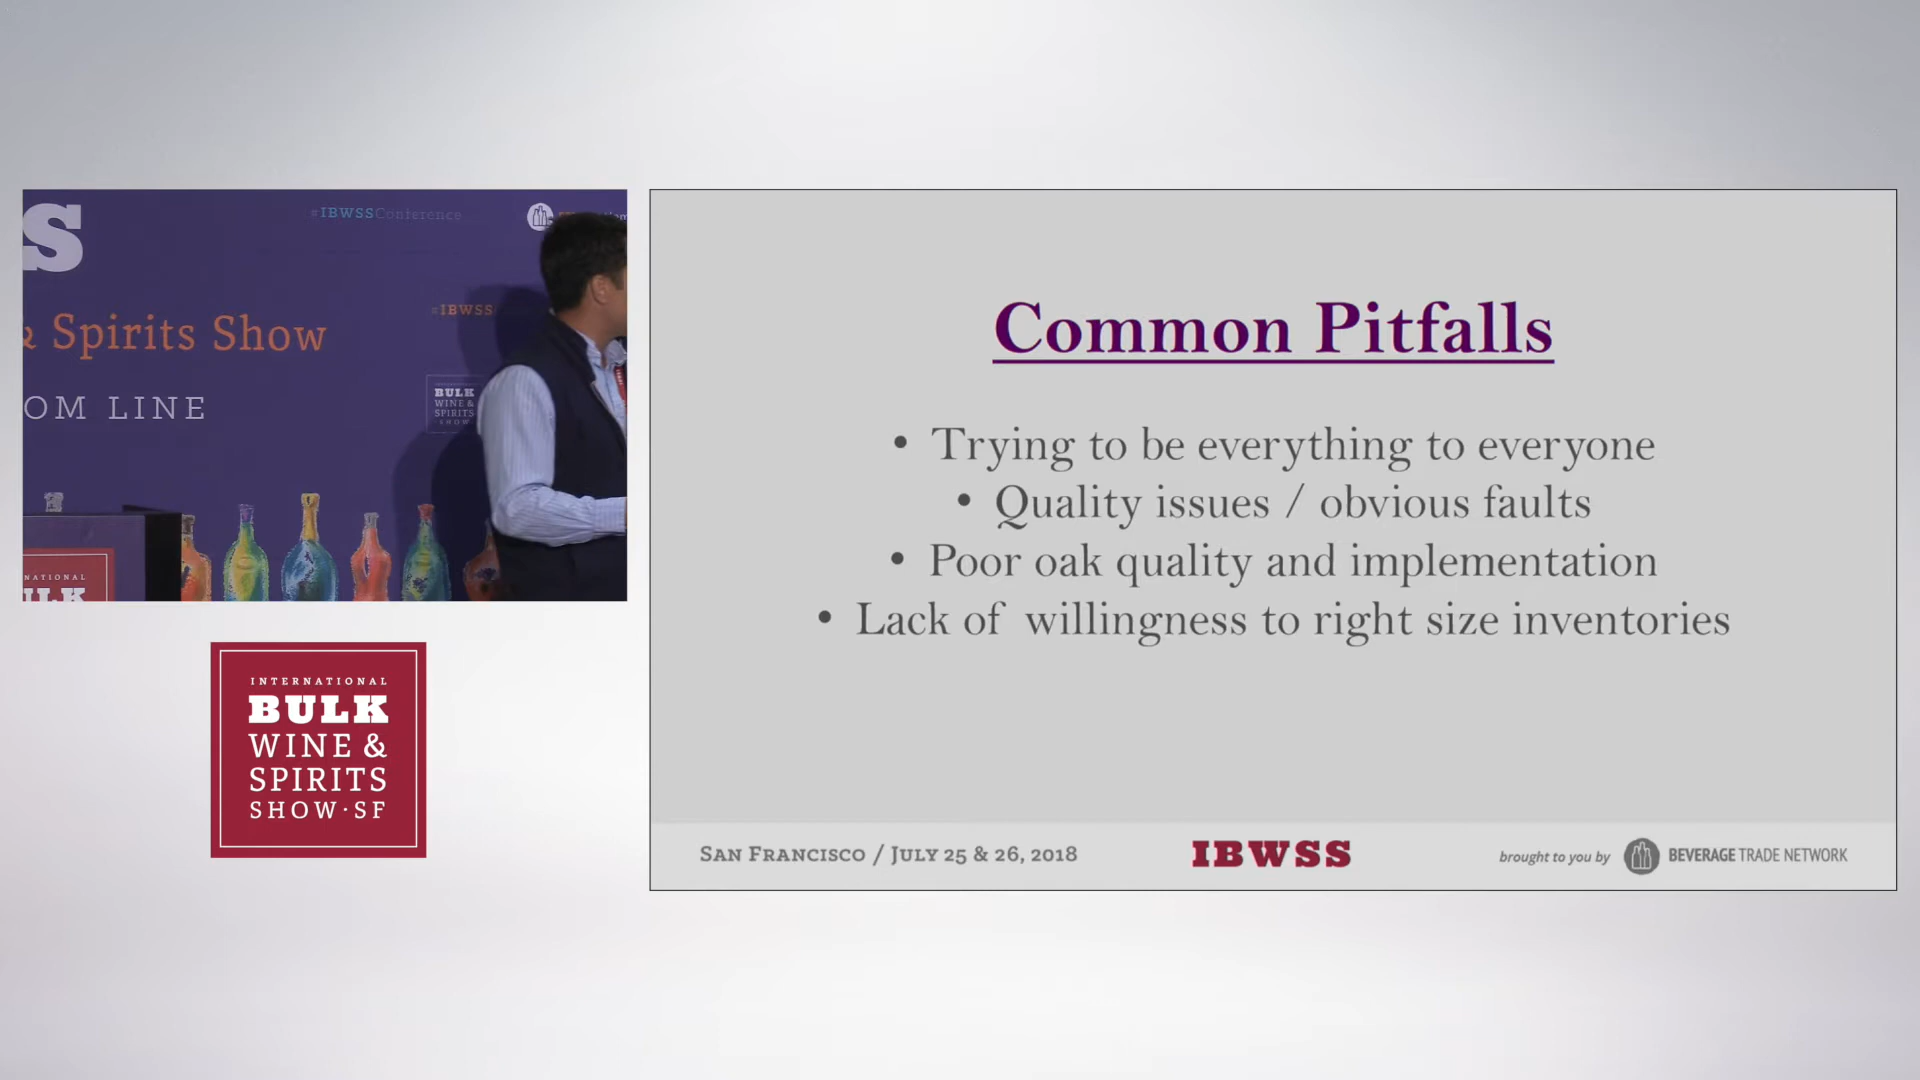 S
#IBWSSConference
& Spirits Show
#IBWSS
OM LINE
BULK
WINE &
SPIRITS
SHOW
NATIONAL
ULK
INTERNATIONAL
BULK
WINE &
SPIRITS
SHOW·SF
Common Pitfalls
• Trying to be everything to everyone
• Quality issues / obvious faults
• Poor oak quality and implementation
• Lack of willingness to right size inventories
San Francisco / July 25 & 26, 2018
IBWSS
brought to you by
BEVERAGE TRADE NETWORK